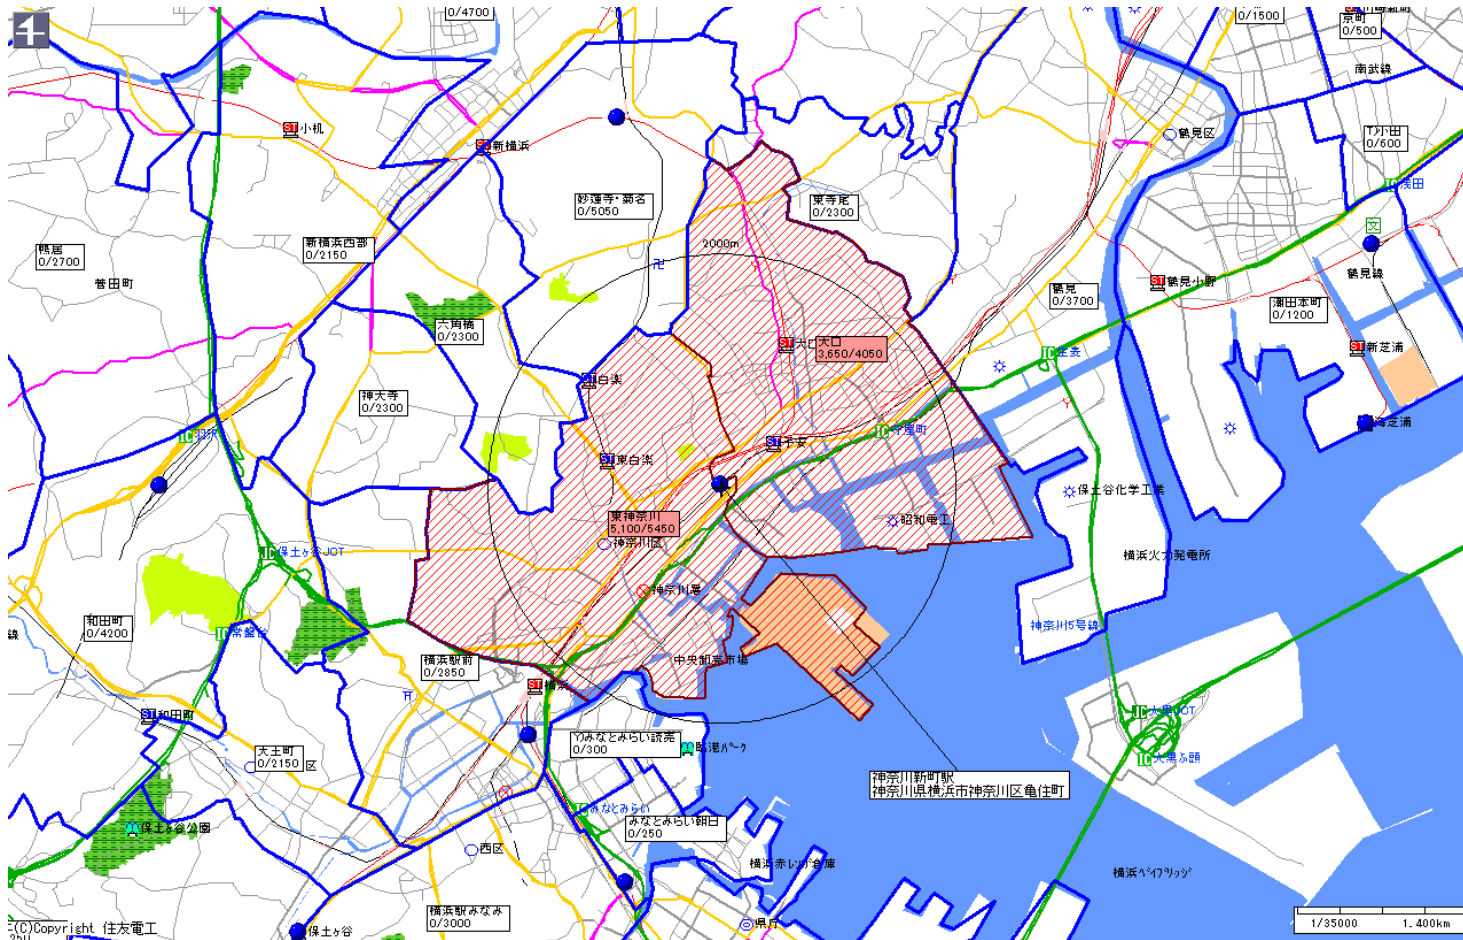 0/4700
0/1500
京町
0/500
南武線
小机
新横浜
鶴見区
T)小田
0/600
浅田
妙蓮寺・菊名
0/5050
東寺尾
0/2300
新横浜西部
0/2150
鴨居
0/2700
菅田町
2000m
鶴見
0/3700
鶴見小野
鶴見線
潮田本町
0/1200
六角橋
0/2300
大口
3,650/4050
生麦
新芝浦
白楽
神大寺
0/2300
海芝浦
羽沢
東白楽
子安
守屋町
保土谷化学工業
東神奈川
5,100/5450
昭和電工
神奈川区
保土ヶ谷JCT
横浜火力発電所
神奈川署
和田町
0/4200
線
常盤台
神奈川5号線
横浜駅前
0/2850
中央卸売市場
横浜
和田町
大黒JCT
Y)みなとみらい読売
0/300
臨港パーク
天王町
0/2150
区
大黒ふ頭
神奈川新町駅
神奈川県横浜市神奈川区亀住町
みなとみらい
みなとみらい朝日
0/250
保土ヶ谷公園
西区
横浜赤レンガ倉庫
横浜ベイブリッジ
横浜駅みなみ
0/3000
県庁
保土ヶ谷
(C)Copyright 住友電工
1/35000 1.400km